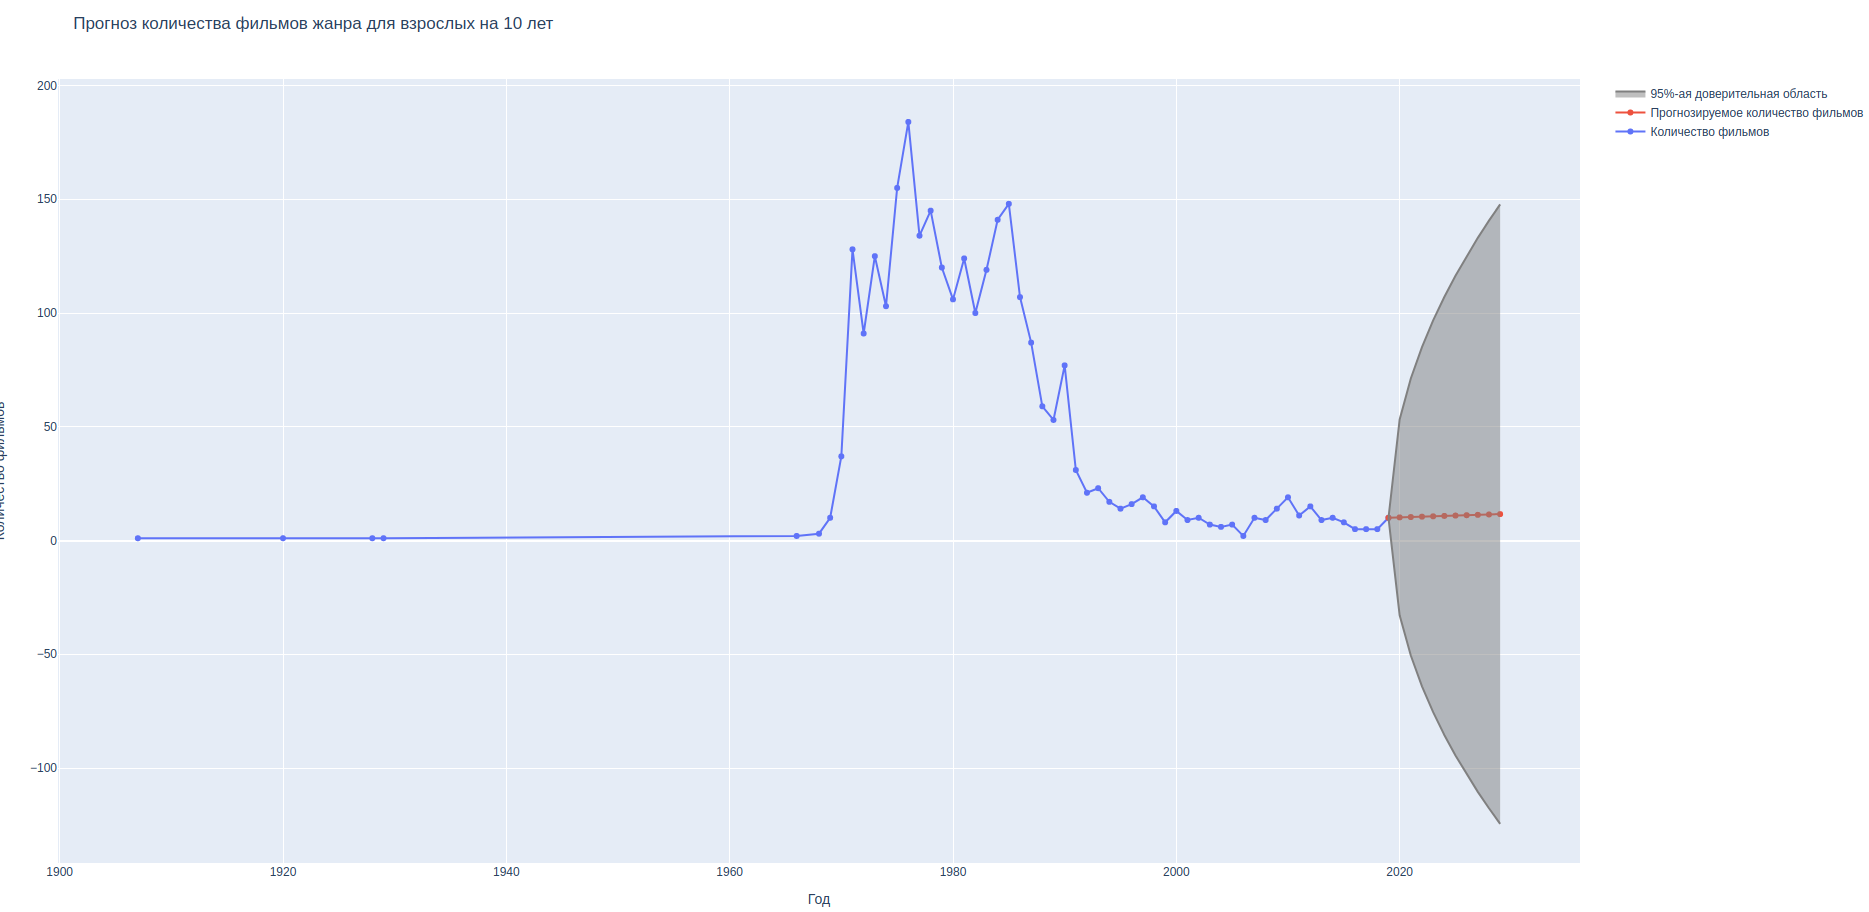 Прогноз количества фильмов жанра для взрослых на 10 лет
95%-ая доверительная область
Прогнозируемое количество фильмов
Количество фильмов
200
150
100
50
0
−50
−100
1900
1920
1940
1960
1980
2000
2020
Год